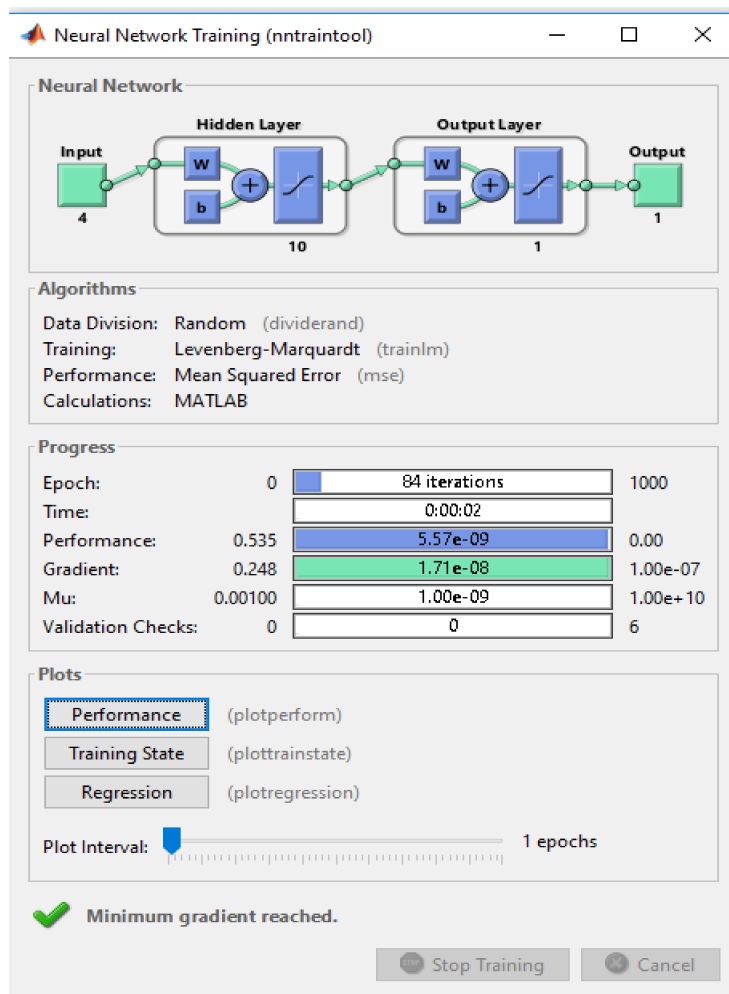 Neural Network Training (nntraintool)
Neural Network
Hidden Layer Output Layer
Input Output
W W
b b
4 10 1 1
Algorithms
Data Division: Random (dividerand)
Training: Levenberg-Marquardt (trainlm)
Performance: Mean Squared Error (mse)
Calculations: MATLAB
Progress
Epoch: 0 84 iterations 1000
Time: 0:00:02
Performance: 0.535 5.57e-09 0.00
Gradient: 0.248 1.71e-08 1.00e-07
Mu: 0.00100 1.00e-09 1.00e+10
Validation Checks: 0 0 6
Plots
Performance (plotperform)
Training State (plottrainstate)
Regression (plotregression)
Plot Interval: 1 epochs
Minimum gradient reached.
Stop Training Cancel